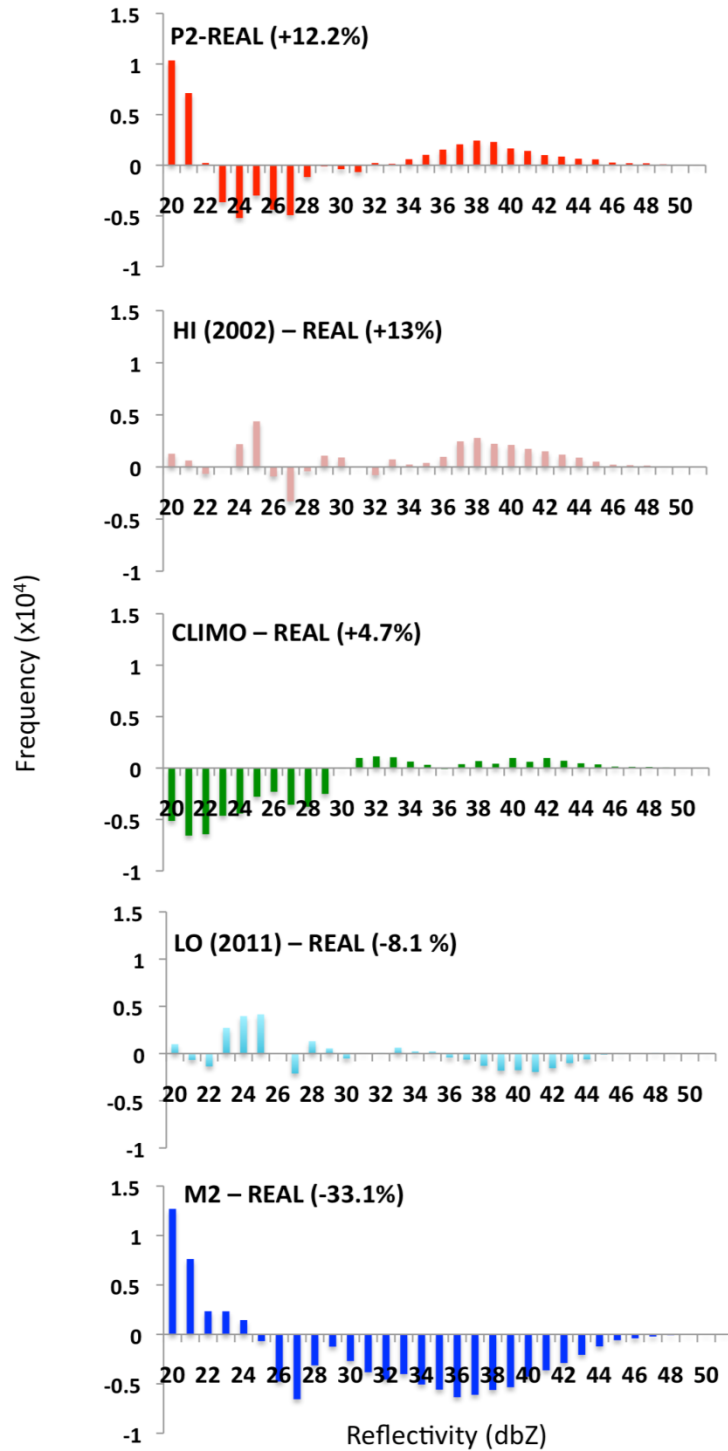 P2-REAL (+12.2%)
1.5
1
0.5
0
-0.5
-1
20 22 24 26 28 30 32 34 36 38 40 42 44 46 48 50
HI (2002) – REAL (+13%)
1.5
1
0.5
0
-0.5
-1
20 22 24 26 28 30 32 34 36 38 40 42 44 46 48 50
Frequency (x10⁴)
CLIMO – REAL (+4.7%)
1.5
1
0.5
0
-0.5
-1
20 22 24 26 28 30 32 34 36 38 40 42 44 46 48 50
LO (2011) – REAL (-8.1 %)
1.5
1
0.5
0
-0.5
-1
20 22 24 26 28 30 32 34 36 38 40 42 44 46 48 50
M2 – REAL (-33.1%)
1.5
1
0.5
0
-0.5
-1
20 22 24 26 28 30 32 34 36 38 40 42 44 46 48 50
Reflectivity (dbZ)